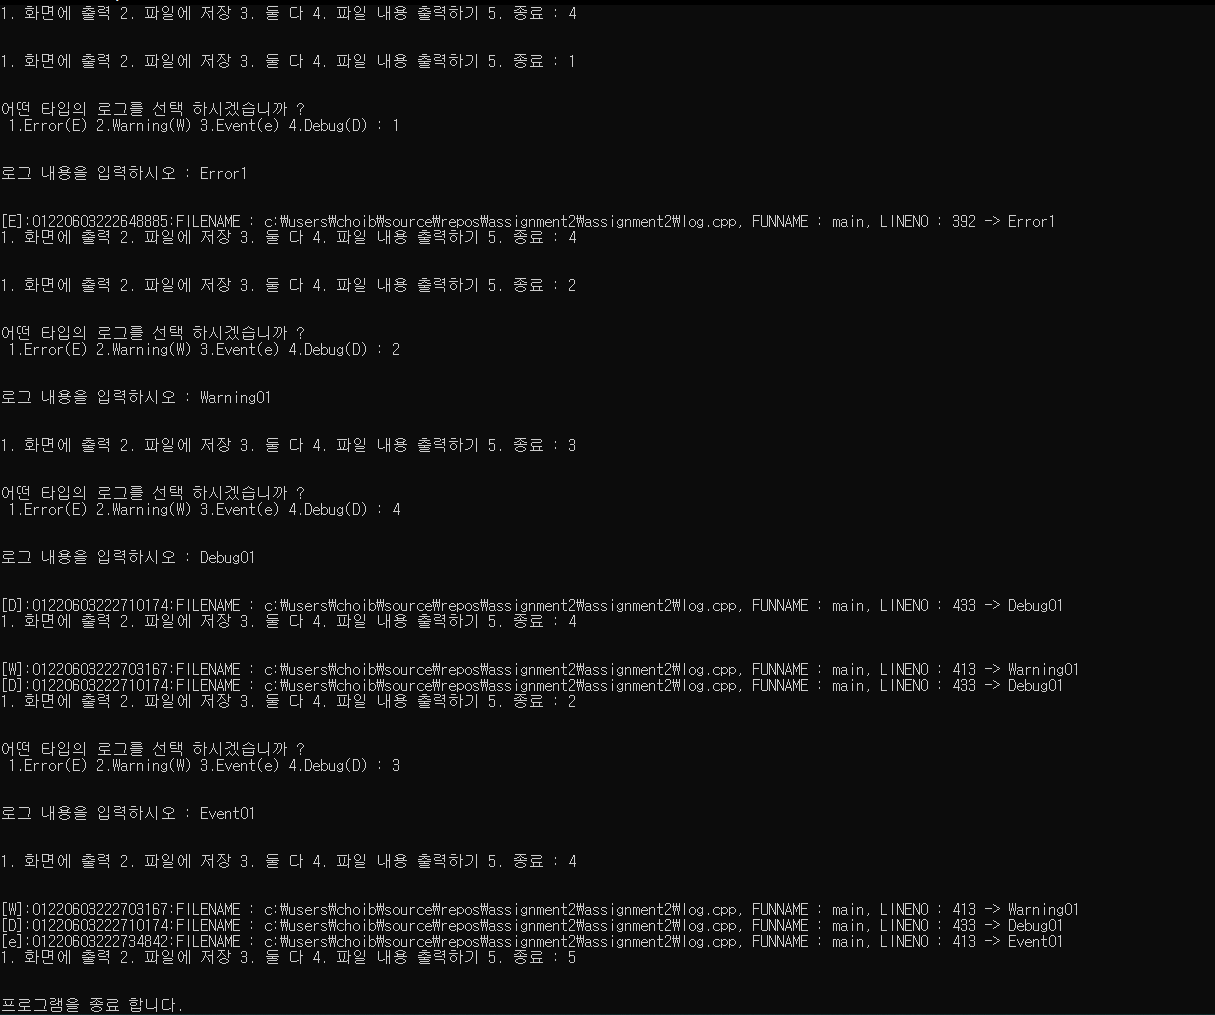 1. 화면에 출력 2. 파일에 저장 3. 둘 다 4. 파일 내용 출력하기 5. 종료 : 4
1. 화면에 출력 2. 파일에 저장 3. 둘 다 4. 파일 내용 출력하기 5. 종료 : 1
어떤 타입의 로그를 선택 하시겠습니까 ?
1.Error(E) 2.Warning(W) 3.Event(e) 4.Debug(D) : 1
로그 내용을 입력하시오 : Error1
[E]:01220603222648885:FILENAME : c:₩users₩choib₩source₩repos₩assignment2₩assignment2₩log.cpp, FUNNAME : main, LINENO : 392 -> Error1
1. 화면에 출력 2. 파일에 저장 3. 둘 다 4. 파일 내용 출력하기 5. 종료 : 4
1. 화면에 출력 2. 파일에 저장 3. 둘 다 4. 파일 내용 출력하기 5. 종료 : 2
어떤 타입의 로그를 선택 하시겠습니까 ?
1.Error(E) 2.Warning(W) 3.Event(e) 4.Debug(D) : 2
로그 내용을 입력하시오 : Warning01
1. 화면에 출력 2. 파일에 저장 3. 둘 다 4. 파일 내용 출력하기 5. 종료 : 3
어떤 타입의 로그를 선택 하시겠습니까 ?
1.Error(E) 2.Warning(W) 3.Event(e) 4.Debug(D) : 4
로그 내용을 입력하시오 : Debug01
[D]:01220603222710174:FILENAME : c:₩users₩choib₩source₩repos₩assignment2₩assignment2₩log.cpp, FUNNAME : main, LINENO : 433 -> Debug01
1. 화면에 출력 2. 파일에 저장 3. 둘 다 4. 파일 내용 출력하기 5. 종료 : 4
[W]:01220603222703167:FILENAME : c:₩users₩choib₩source₩repos₩assignment2₩assignment2₩log.cpp, FUNNAME : main, LINENO : 413 -> Warning01
[D]:01220603222710174:FILENAME : c:₩users₩choib₩source₩repos₩assignment2₩assignment2₩log.cpp, FUNNAME : main, LINENO : 433 -> Debug01
1. 화면에 출력 2. 파일에 저장 3. 둘 다 4. 파일 내용 출력하기 5. 종료 : 2
어떤 타입의 로그를 선택 하시겠습니까 ?
1.Error(E) 2.Warning(W) 3.Event(e) 4.Debug(D) : 3
로그 내용을 입력하시오 : Event01
1. 화면에 출력 2. 파일에 저장 3. 둘 다 4. 파일 내용 출력하기 5. 종료 : 4
[W]:01220603222703167:FILENAME : c:₩users₩choib₩source₩repos₩assignment2₩assignment2₩log.cpp, FUNNAME : main, LINENO : 413 -> Warning01
[D]:01220603222710174:FILENAME : c:₩users₩choib₩source₩repos₩assignment2₩assignment2₩log.cpp, FUNNAME : main, LINENO : 433 -> Debug01
[e]:01220603222734842:FILENAME : c:₩users₩choib₩source₩repos₩assignment2₩assignment2₩log.cpp, FUNNAME : main, LINENO : 413 -> Event01
1. 화면에 출력 2. 파일에 저장 3. 둘 다 4. 파일 내용 출력하기 5. 종료 : 5
프로그램을 종료 합니다.